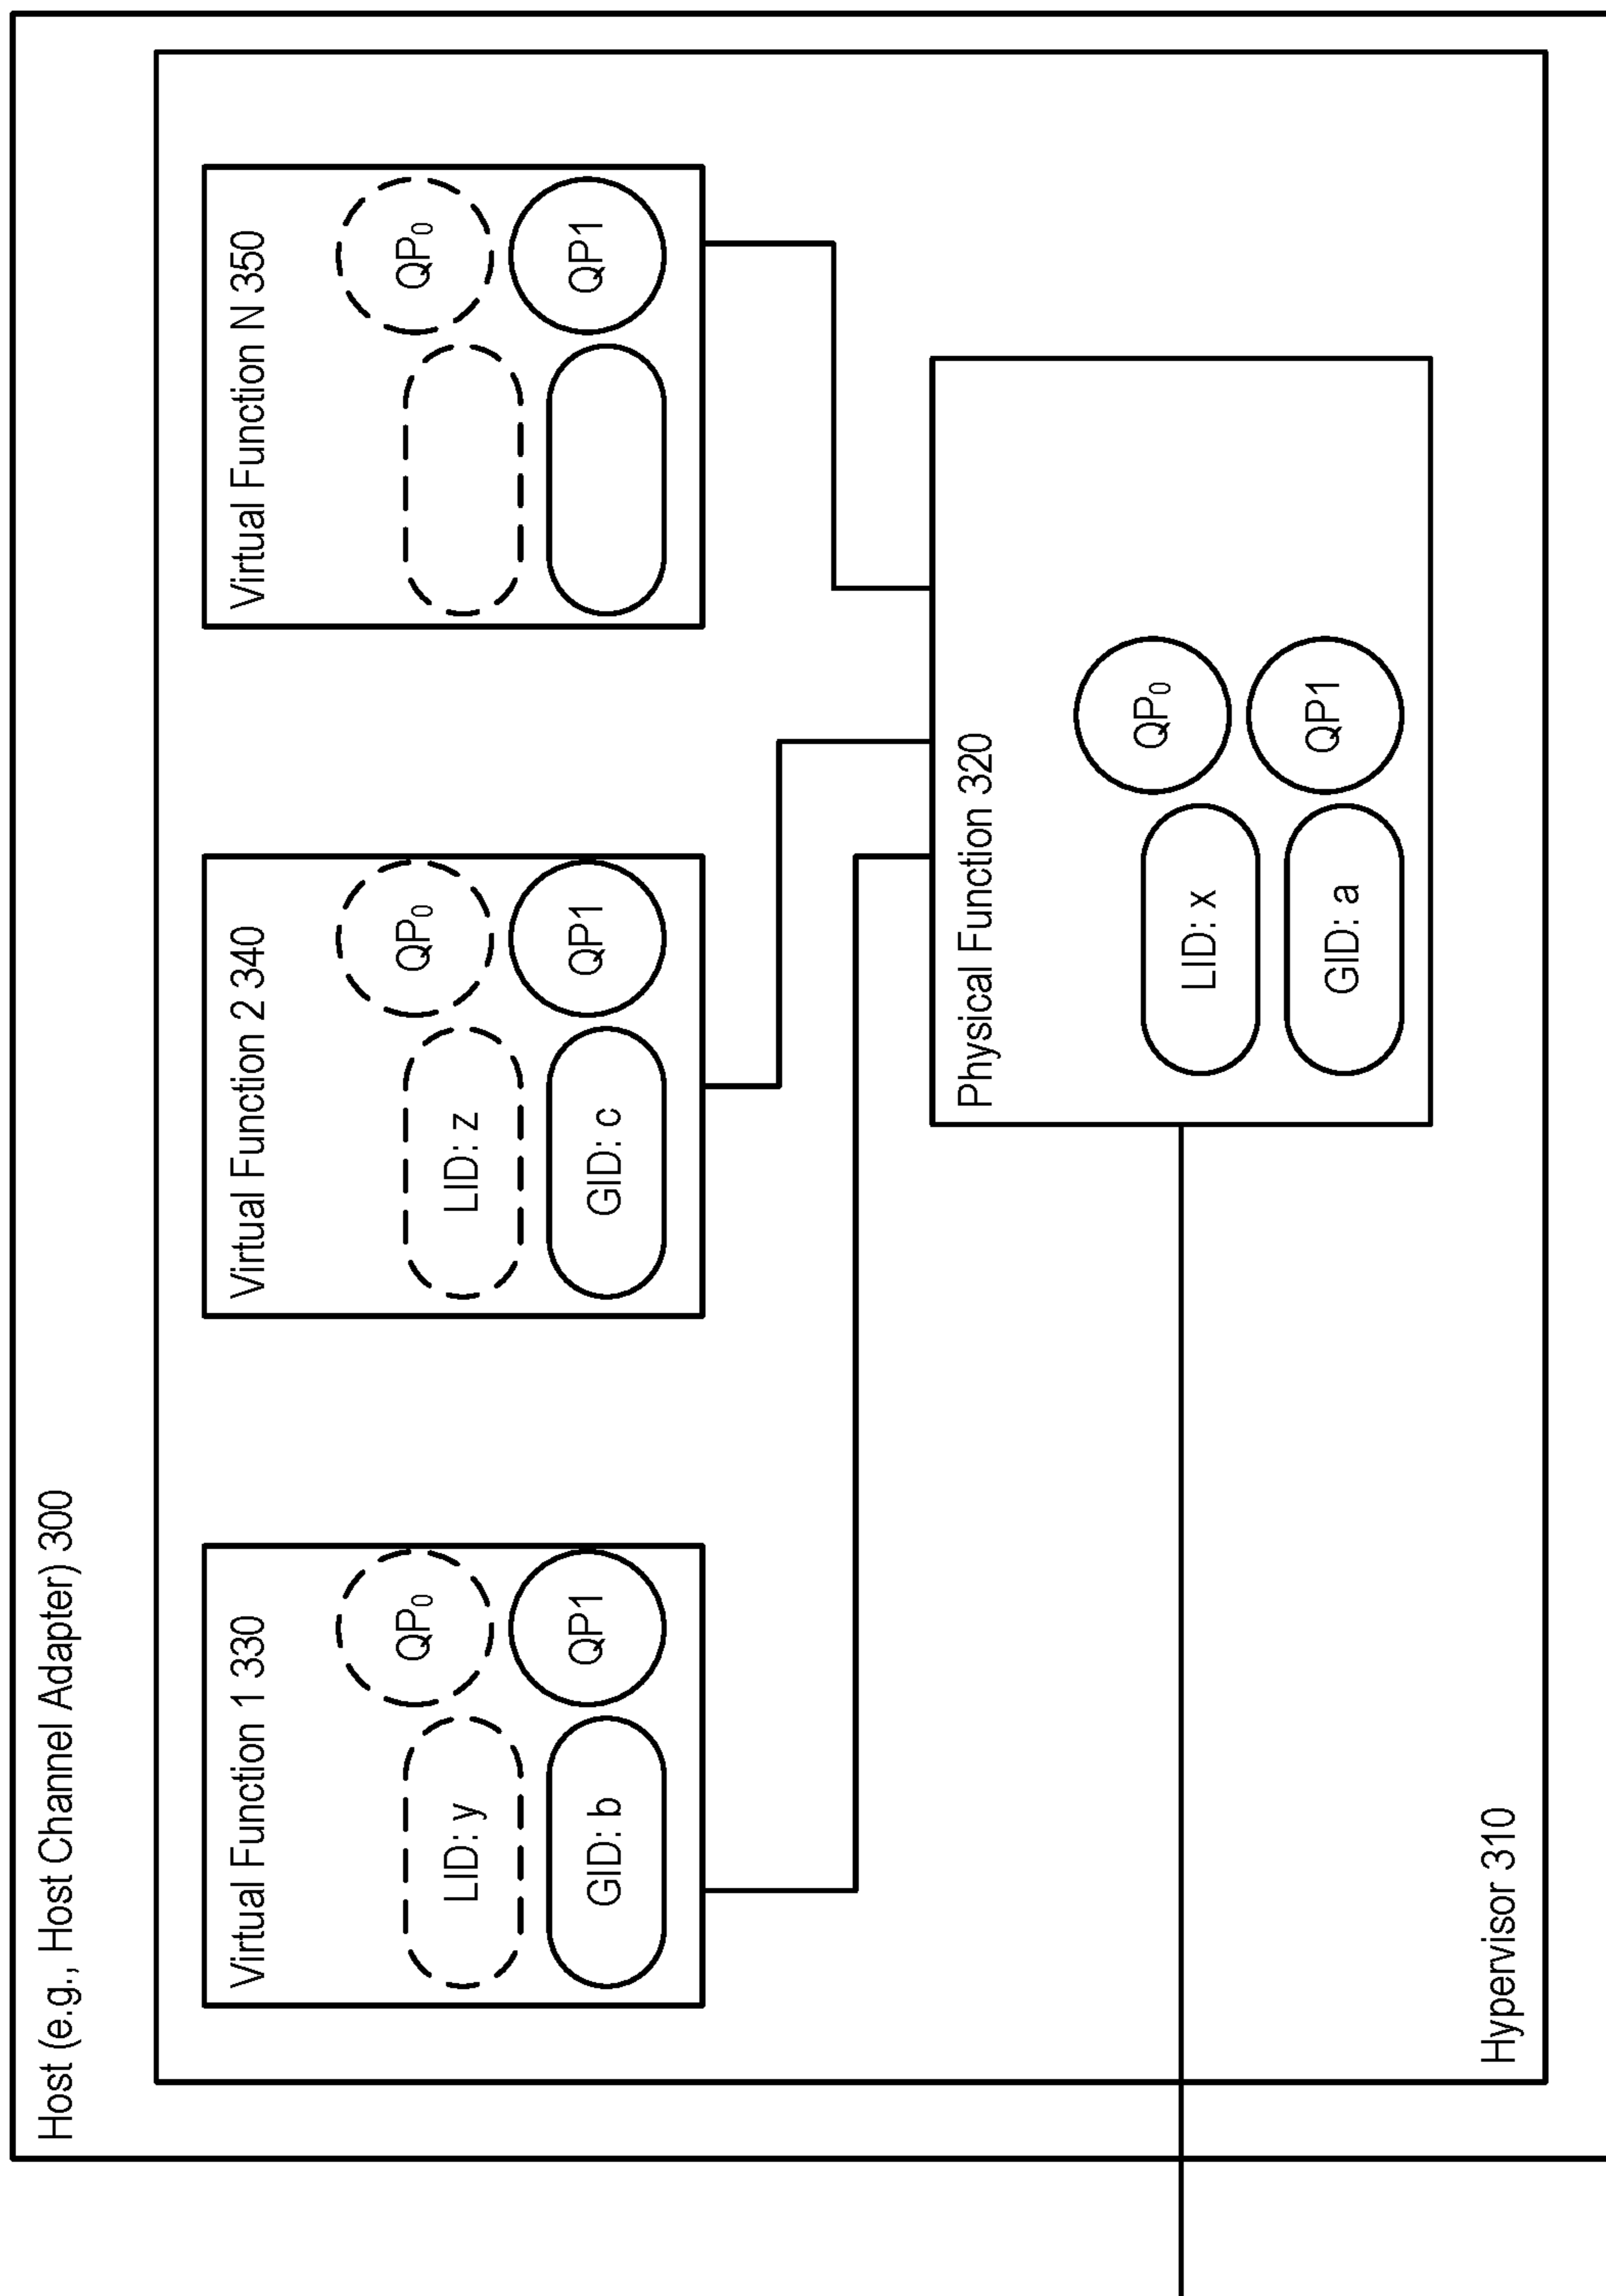 Host (e.g., Host Channel Adapter) 300
Virtual Function 1 330
QP₀
LID: y
QP1
GID: b
Virtual Function 2 340
QP₀
LID: z
QP1
GID: c
Virtual Function N 350
QP₀
QP1
Physical Function 320
QP₀
LID: x
QP1
GID: a
Hypervisor 310